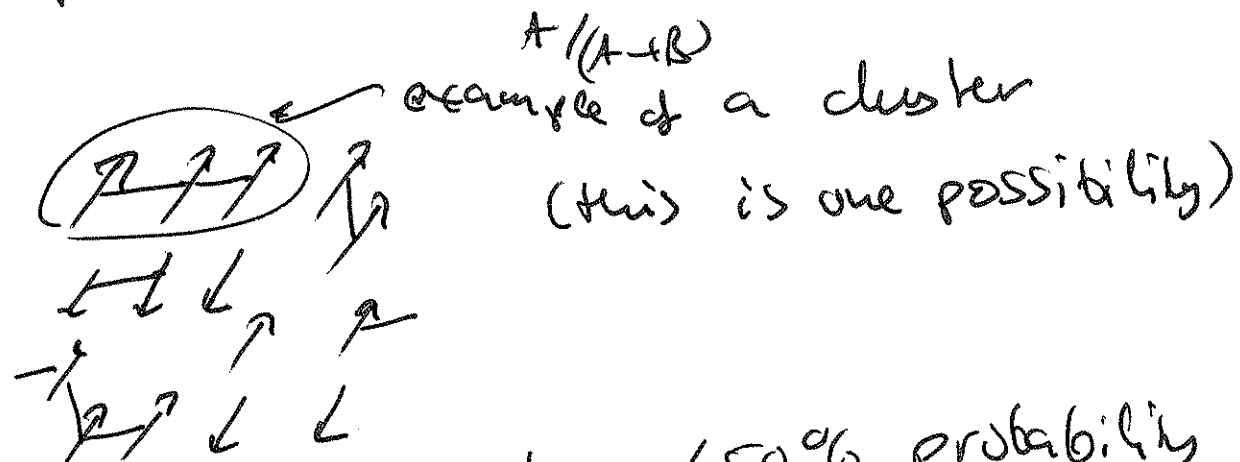 A/(A+B)
example of a cluster
(this is one possibility)
(50% probability